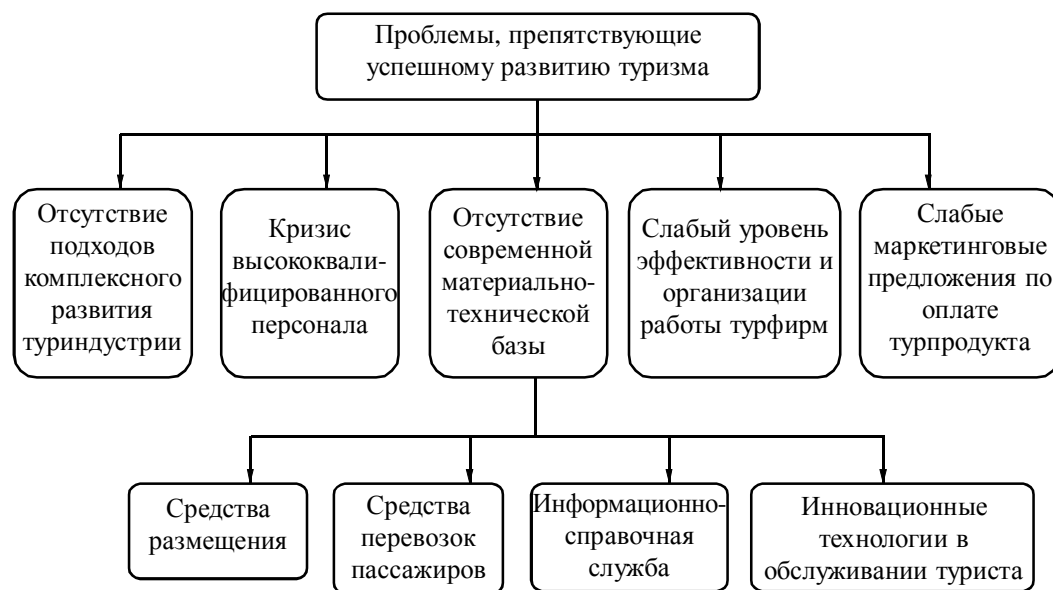 Проблемы, препятствующие
успешному развитию туризма
Отсутствие
подходов
комплексного
развития
туриндустрии
Кризис
высококвали-
фицированного
персонала
Отсутствие
современной
материально-
технической
базы
Слабый уровень
эффективности и
организации
работы турфирм
Слабые
маркетинговые
предложения по
оплате
турпродукта
Средства
размещения
Средства
перевозок
пассажиров
Информационно-
справочная
служба
Инновационные
технологии в
обслуживании туриста